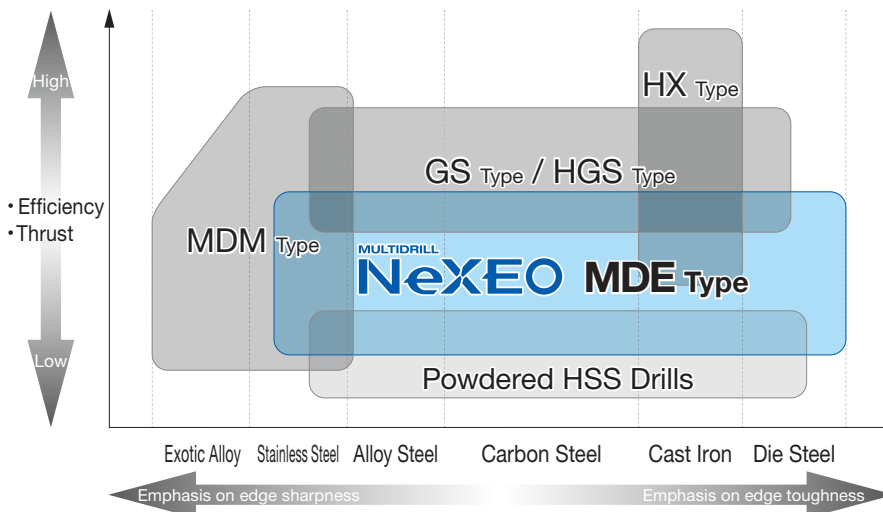 High
• Efficiency
• Thrust
Low
HX Type
GS Type / HGS Type
MDM Type
MULTIDRILL
NeXEO MDE Type
Powdered HSS Drills
Exotic Alloy Stainless Steel Alloy Steel Carbon Steel Cast Iron Die Steel
Emphasis on edge sharpness Emphasis on edge toughness